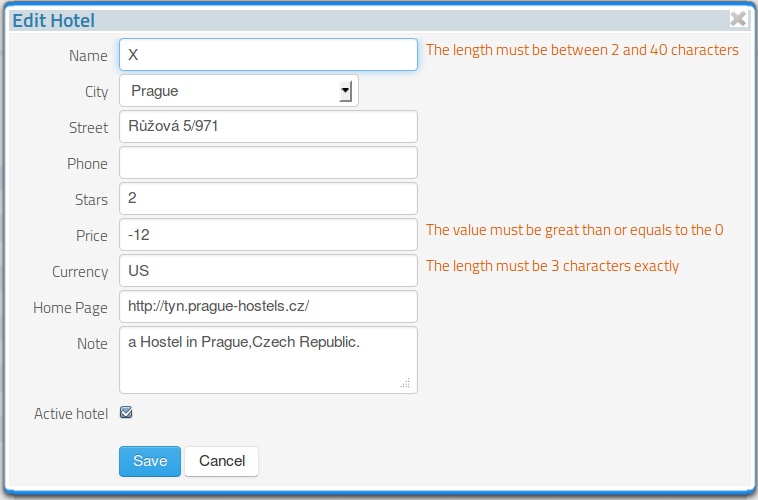 Edit Hotel
Name X The length must be between 2 and 40 characters
City Prague
Street Růžová 5/971
Phone
Stars 2
Price -12 The value must be great than or equals to the 0
Currency US The length must be 3 characters exactly
Home Page http://tyn.prague-hostels.cz/
Note a Hostel in Prague,Czech Republic.
Active hotel
Save Cancel